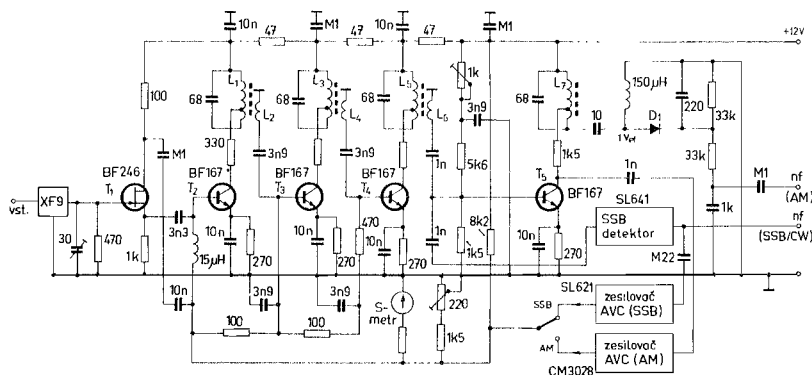 10n
47
M1
47
10n
47
M1
+12V
100
68
L1
L2
68
L3
L4
68
L5
L6
1k
3n9
68
L7
10
150µH
D1
1Vef
220
33k
33k
M1
330
3n9
3n9
1n
5k6
1k5
1n
BF246
T1
M1
BF167
T2
BF167
T3
BF167
T4
T5
BF167
SL641
SSB
detektor
1k
nf
(AM)
nf
(SSB/CW)
vst.
XF9
30
470
1k
3n3
15µH
10n
270
10n
270
470
10n
270
1n
1k5
8k2
10n
270
M22
10n
3n9
3n9
100
100
S-
metr
220
1k5
SL621
SSB
zesilovač
AVC (SSB)
AM
zesilovač
AVC (AM)
CM3028